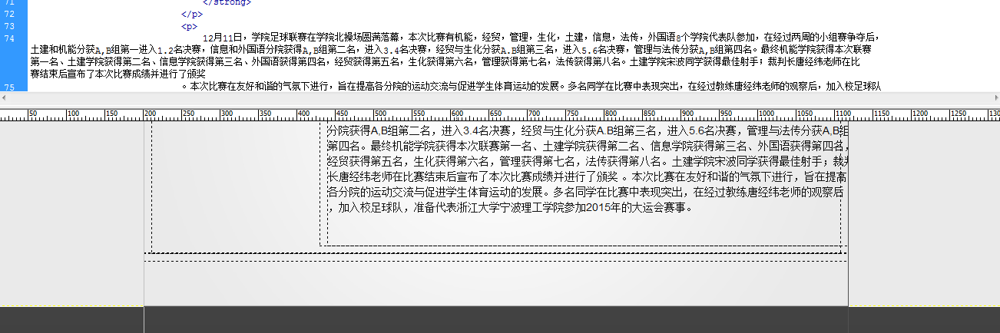 71 </strong>
72 </p>
73 <p>
74 12月11日，学院足球联赛在学院北操场圆满落幕，本次比赛有机能，经贸，管理，生化，土建，信息，法传，外国语8个学院代表队参加，在经过两周的小组赛争夺后，
土建和机能分获A,B组第一进入1.2名决赛，信息和外国语分院获得A,B组第二名，进入3.4名决赛，经贸与生化分获A.B组第三名，进入5.6名决赛，管理与法传分获A,B组第四名。最终机能学院获得本次联赛
第一名、土建学院获得第二名、信息学院获得第三名、外国语获得第四名，经贸获得第五名，生化获得第六名，管理获得第七名，法传获得第八名。土建学院宋波同学获得最佳射手；裁判长唐经纬老师在比
赛结束后宣布了本次比赛成绩并进行了颁奖
75 。本次比赛在友好和谐的气氛下进行，旨在提高各分院的运动交流与促进学生体育运动的发展。多名同学在比赛中表现突出，在经过教练唐经纬老师的观察后，加入校足球队
50 100 150 200 250 300 350 400 450 500 550 600 650 700 750 800 850 900 950 1000 1050 1100 1150 1200 1250 130
分院获得A,B组第二名，进入3.4名决赛，经贸与生化分获A.B组第三名，进入5.6名决赛，管理与法传分获A,B组
第四名。最终机能学院获得本次联赛第一名、土建学院获得第二名、信息学院获得第三名、外国语获得第四名，
经贸获得第五名，生化获得第六名，管理获得第七名，法传获得第八名。土建学院宋波同学获得最佳射手；裁判
长唐经纬老师在比赛结束后宣布了本次比赛成绩并进行了颁奖 。本次比赛在友好和谐的气氛下进行，旨在提高
各分院的运动交流与促进学生体育运动的发展。多名同学在比赛中表现突出，在经过教练唐经纬老师的观察后
，加入校足球队，准备代表浙江大学宁波理工学院参加2015年的大运会赛事。